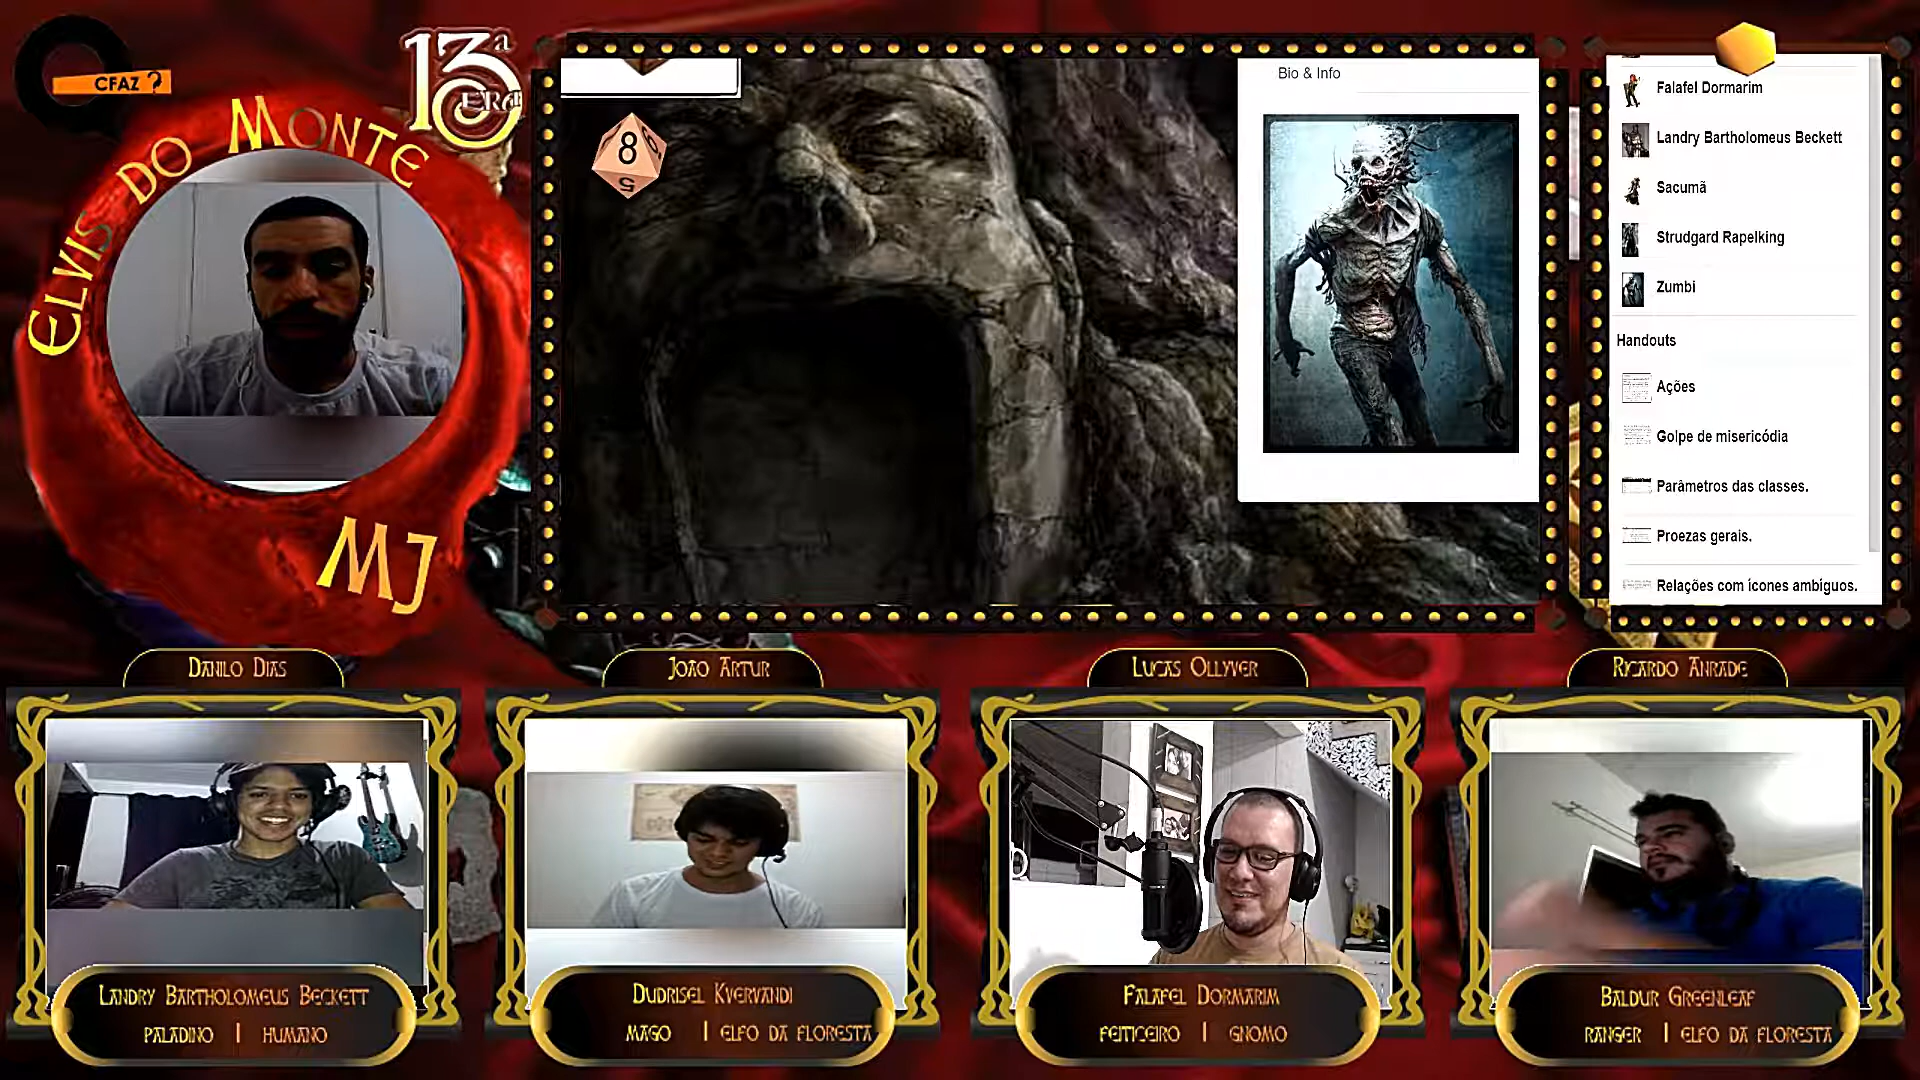 CFAZ ?
13ª
ERA
ELVIS DO MONTE
MJ
8
5
Bio & Info
Falafel Dormarim
Landry Bartholomeus Beckett
Sacumã
Strudgard Rapelking
Zumbi
Handouts
Ações
Golpe de misericódia
Parâmetros das classes.
Proezas gerais.
Relações com ícones ambíguos.
DANILO DIAS
JOÃO ARTUR
LUCAS OLLYVER
RICARDO ANRADE
LANDRY BARTHOLOMEUS BECKETT
PALADINO | HUMANO
DUDRISEL KVERVANDI
MAGO | ELFO DA FLORESTA
FALAFEL DORMARIM
FEITICEIRO | GNOMO
BALDUR GREENLEAF
RANGER | ELFO DA FLORESTA